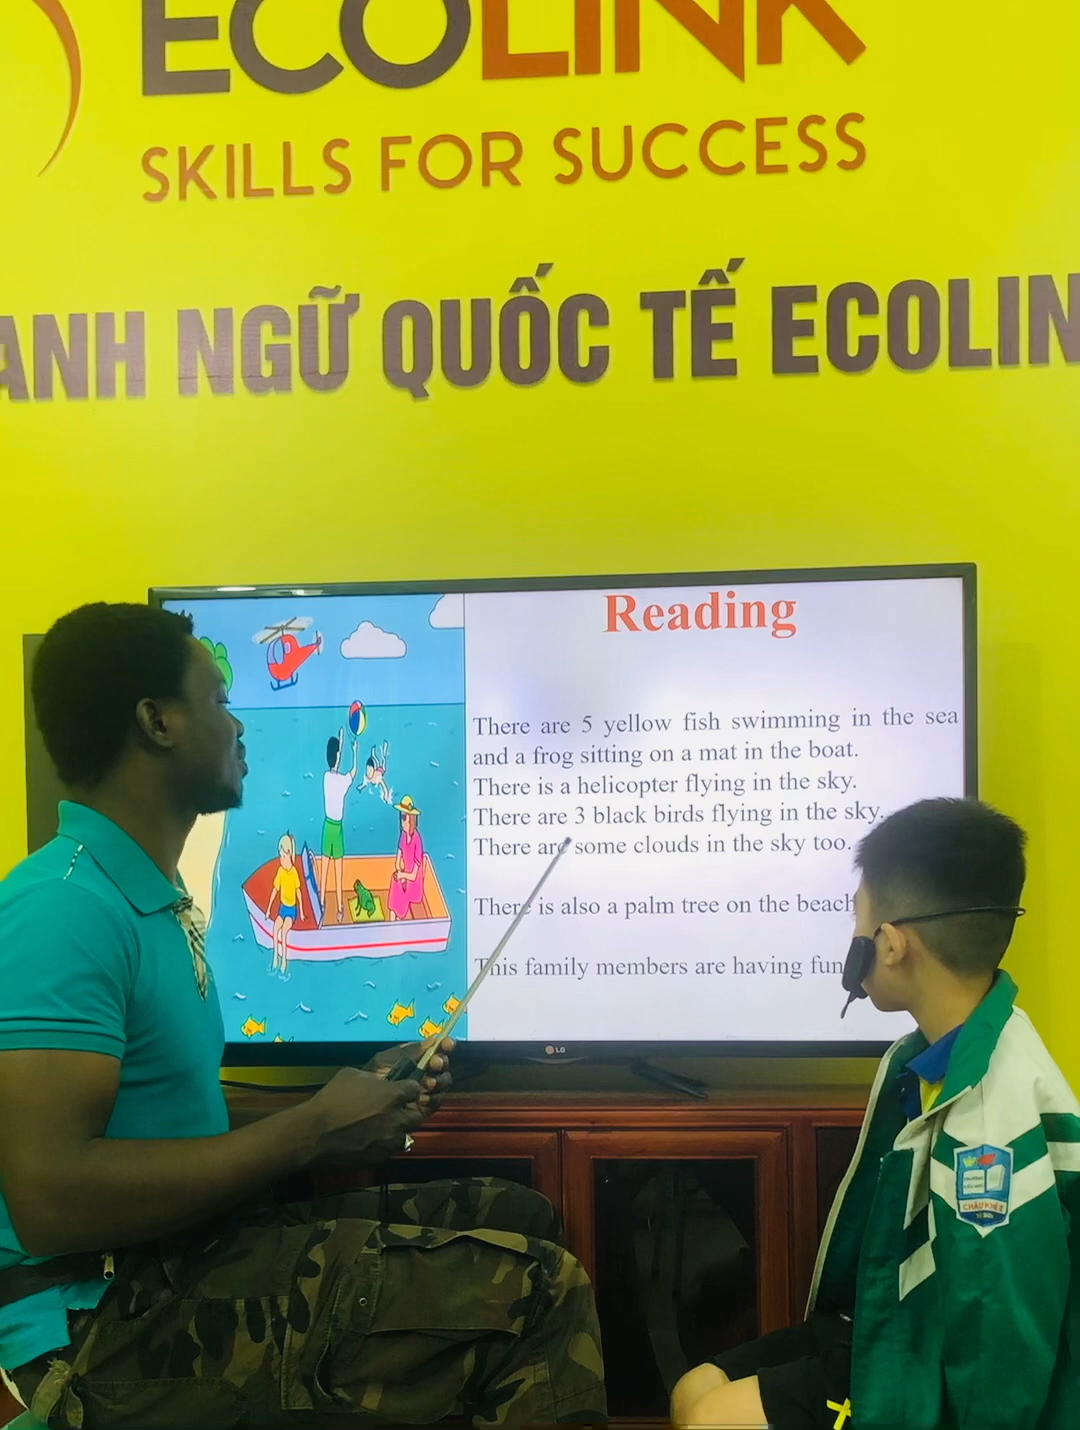 ECOLINK
SKILLS FOR SUCCESS
ANH NGỮ QUỐC TẾ ECOLIN
Reading
There are 5 yellow fish swimming in the sea
and a frog sitting on a mat in the boat.
There is a helicopter flying in the sky.
There are 3 black birds flying in the sky.
There are some clouds in the sky too.
There is also a palm tree on the beach
This family members are having fun
LG
CHÂU KHÊ 2